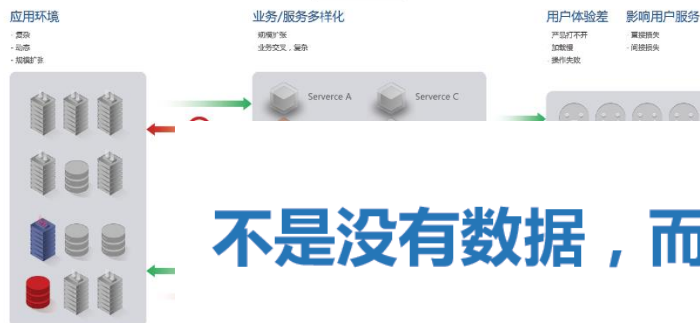 应用环境
· 复杂
· 动态
· 规模扩张
业务/服务多样化
规模扩张
业务交叉，复杂
Serverce A
Serverce C
用户体验差
产品打不开
加载慢
操作失败
影响用户服务
· 直接损失
· 间接损失
不是没有数据，而